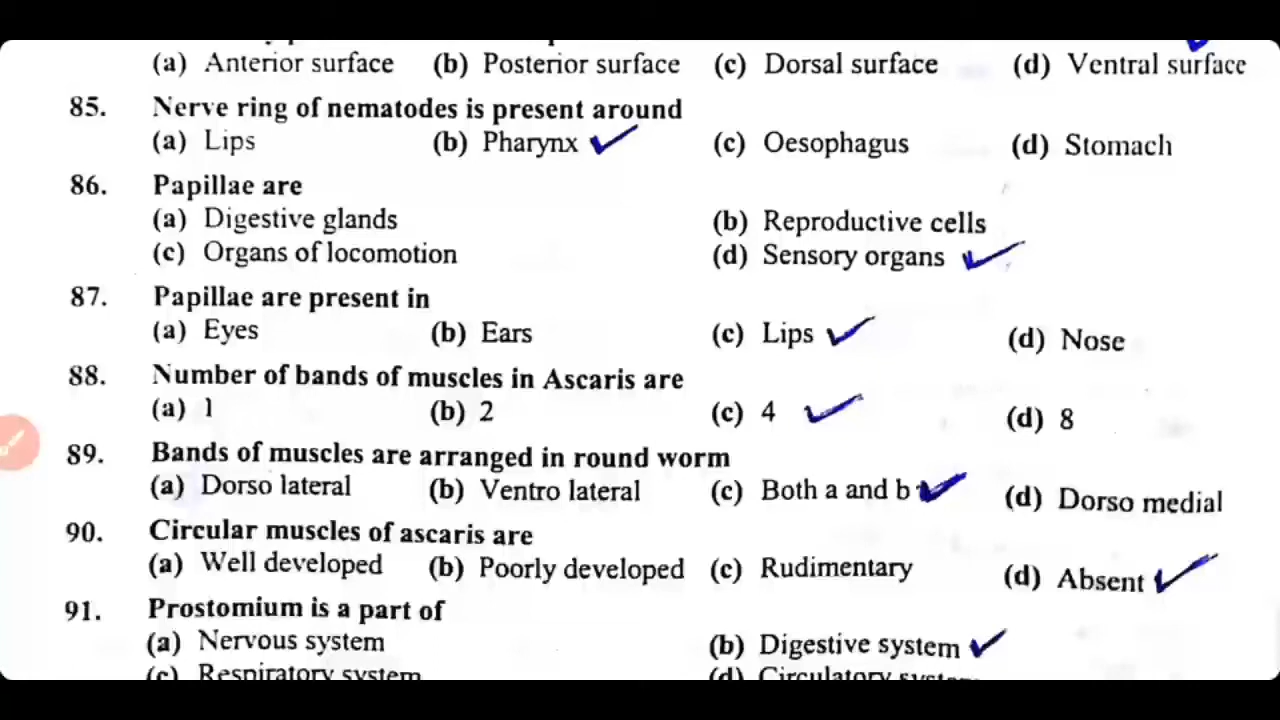 (a) Anterior surface (b) Posterior surface (c) Dorsal surface (d) Ventral surface
85. Nerve ring of nematodes is present around
(a) Lips (b) Pharynx (c) Oesophagus (d) Stomach
86. Papillae are
(a) Digestive glands (b) Reproductive cells
(c) Organs of locomotion (d) Sensory organs
87. Papillae are present in
(a) Eyes (b) Ears (c) Lips (d) Nose
88. Number of bands of muscles in Ascaris are
(a) 1 (b) 2 (c) 4 (d) 8
89. Bands of muscles are arranged in round worm
(a) Dorso lateral (b) Ventro lateral (c) Both a and b (d) Dorso medial
90. Circular muscles of ascaris are
(a) Well developed (b) Poorly developed (c) Rudimentary (d) Absent
91. Prostomium is a part of
(a) Nervous system (b) Digestive system
(c) Respiratory system (d) Circulatory system